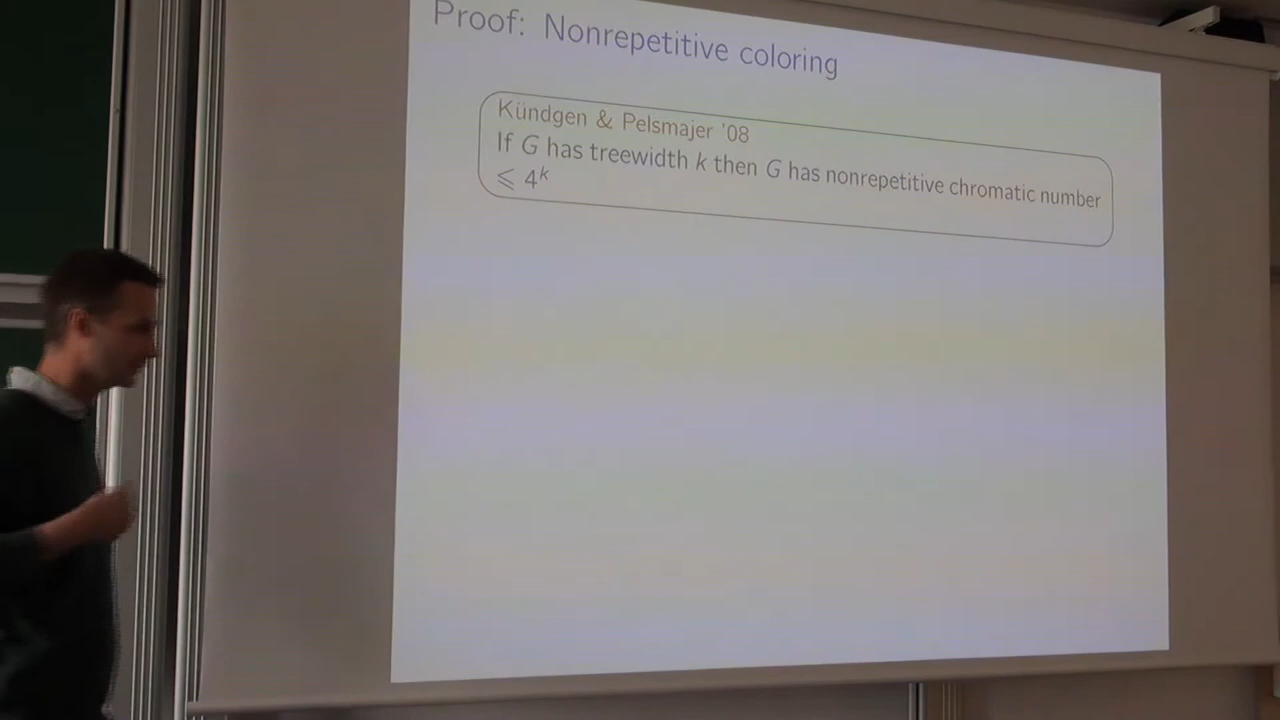 Proof: Nonrepetitive coloring
Kündgen & Pelsmajer '08
If G has treewidth k then G has nonrepetitive chromatic number
⩽ 4^k